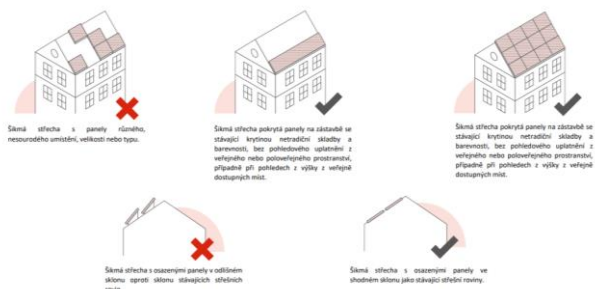 Šikmá střecha s panely různého,
nesourodého umístění, velikosti nebo typu.
Šikmá střecha pokrytá panely na zástavbě se
stávající krytinou netradiční skladby a
barevnosti, bez pohledového uplatnění z
veřejného nebo poloveřejného prostranství,
případně při pohledech z výšky z veřejně
dostupných míst.
Šikmá střecha pokrytá panely na zástavbě se
stávající krytinou netradiční skladby a
barevnosti, bez pohledového uplatnění z
veřejného nebo poloveřejného prostranství,
případně při pohledech z výšky z veřejně
dostupných míst.
Šikmá střecha s osazenými panely v odlišném
sklonu oproti sklonu stávajících střešních
rovin.
Šikmá střecha s osazenými panely ve
shodném sklonu jako stávající střešní roviny.